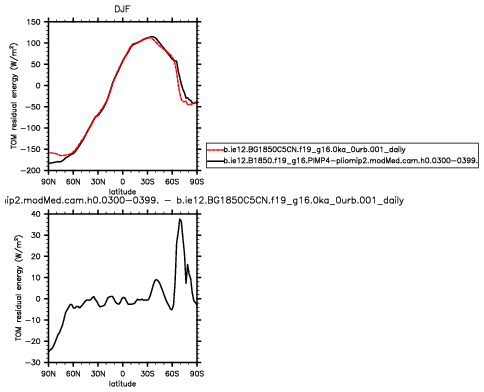 DJF
TOM residual energy (W/m²)
150
100
50
0
−50
−100
−150
−200
90N 60N 30N 0 30S 60S 90S
latitude
b.ie12.BG1850C5CN.f19_g16.0ka_0urb.001_daily
b.ie12.B1850.f19_g16.PIMP4-pliomip2.modMed.cam.h0.0300-0399.
ip2.modMed.cam.h0.0300-0399. - b.ie12.BG1850C5CN.f19_g16.0ka_0urb.001_daily
TOM residual energy (W/m²)
40
30
20
10
0
−10
−20
−30
90N 60N 30N 0 30S 60S 90S
latitude